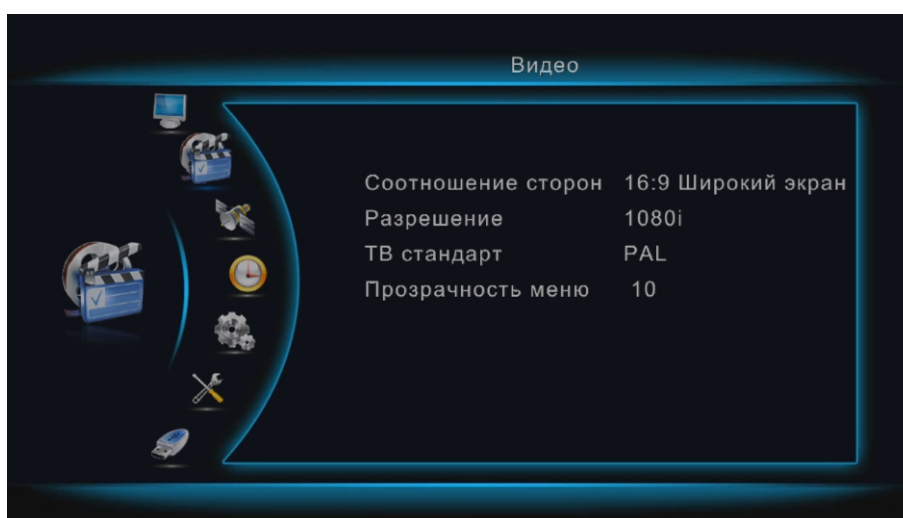 Видео
Соотношение сторон 16:9 Широкий экран
Разрешение 1080i
ТВ стандарт PAL
Прозрачность меню 10